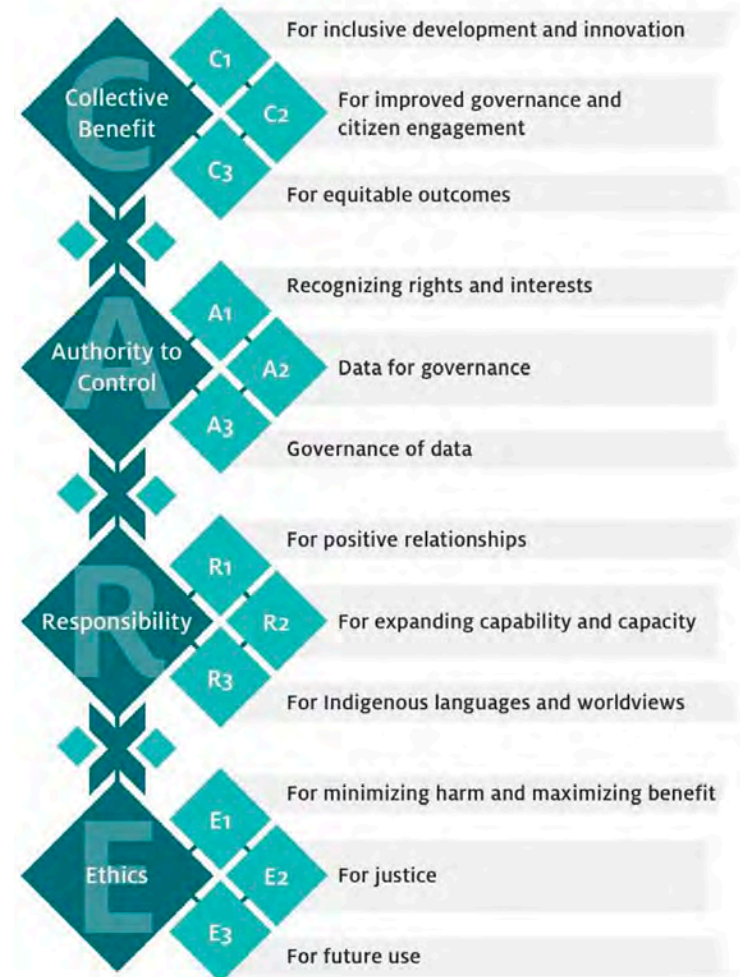 C
Collective
Benefit
C1
For inclusive development and innovation
C2
For improved governance and
citizen engagement
C3
For equitable outcomes
A
Authority to
Control
A1
Recognizing rights and interests
A2
Data for governance
A3
Governance of data
R
Responsibility
R1
For positive relationships
R2
For expanding capability and capacity
R3
For Indigenous languages and worldviews
E
Ethics
E1
For minimizing harm and maximizing benefit
E2
For justice
E3
For future use